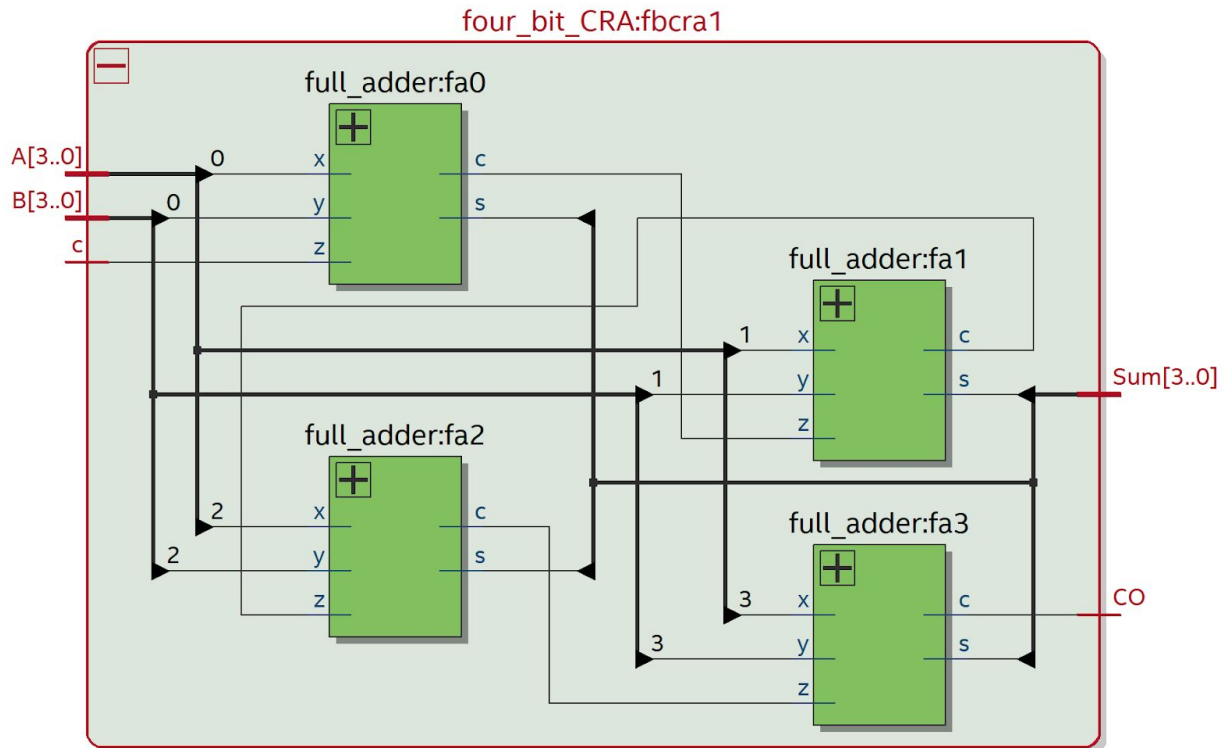 four_bit_CRA:fbcra1
full_adder:fa0
A[3..0]
0
x
c
B[3..0]
0
y
s
c
z
full_adder:fa1
1
x
c
1
y
s
Sum[3..0]
z
full_adder:fa2
2
x
c
2
y
s
z
full_adder:fa3
3
x
c
CO
3
y
s
z